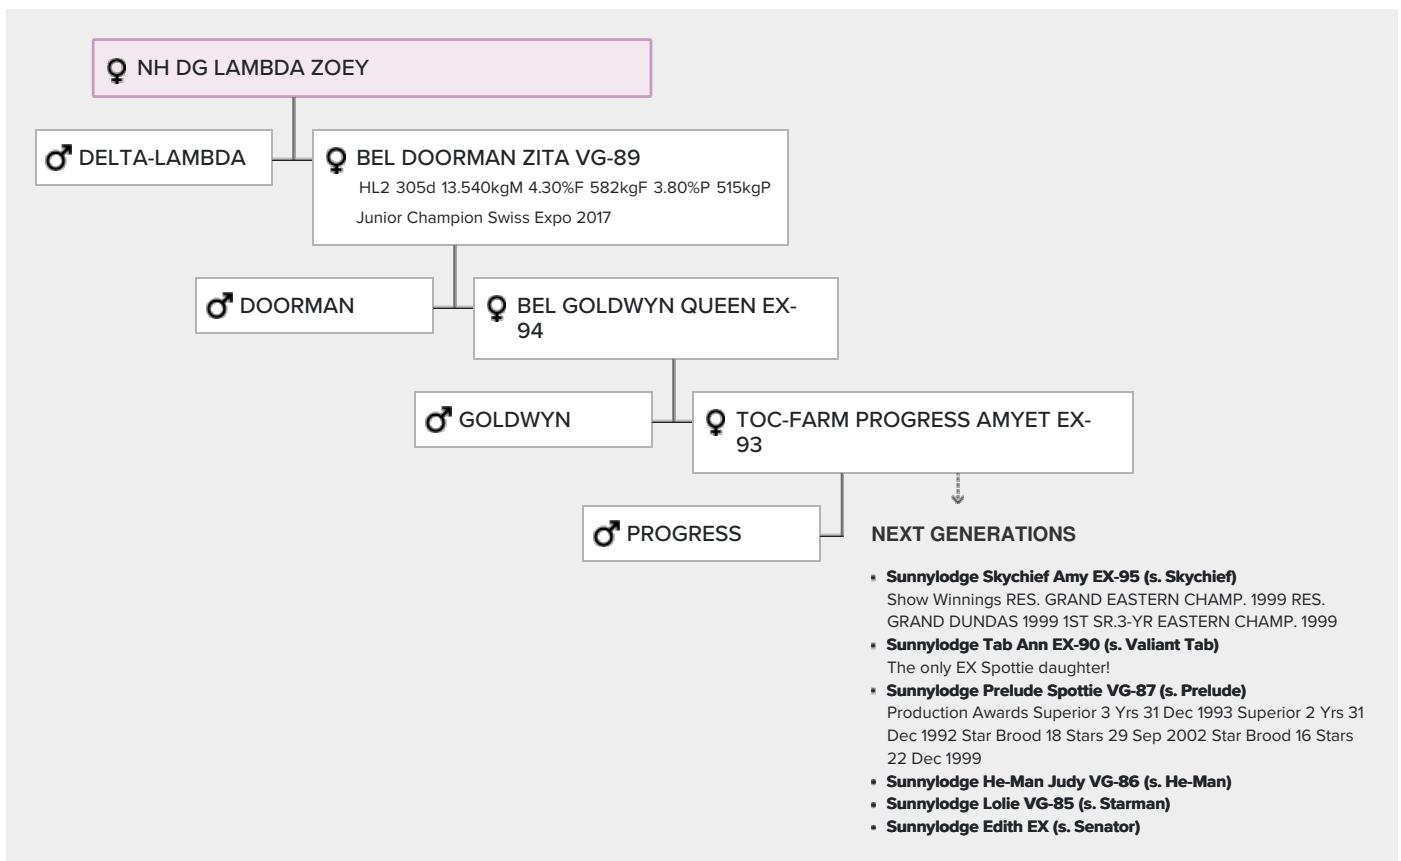 NH DG LAMBDA ZOEY
DELTA-LAMBDA
BEL DOORMAN ZITA VG-89
HL2 305d 13.540kgM 4.30%F 582kgF 3.80%P 515kgP
Junior Champion Swiss Expo 2017
DOORMAN
BEL GOLDWYN QUEEN EX-
94
GOLDWYN
TOC-FARM PROGRESS AMYET EX-
93
PROGRESS
NEXT GENERATIONS
Sunnylodge Skychief Amy EX-95 (s. Skychief)
Show Winnings RES. GRAND EASTERN CHAMP. 1999 RES.
GRAND DUNDAS 1999 1ST SR.3-YR EASTERN CHAMP. 1999
Sunnylodge Tab Ann EX-90 (s. Valiant Tab)
The only EX Spottie daughter!
Sunnylodge Prelude Spottie VG-87 (s. Prelude)
Production Awards Superior 3 Yrs 31 Dec 1993 Superior 2 Yrs 31
Dec 1992 Star Brood 18 Stars 29 Sep 2002 Star Brood 16 Stars
22 Dec 1999
Sunnylodge He-Man Judy VG-86 (s. He-Man)
Sunnylodge Lolie VG-85 (s. Starman)
Sunnylodge Edith EX (s. Senator)